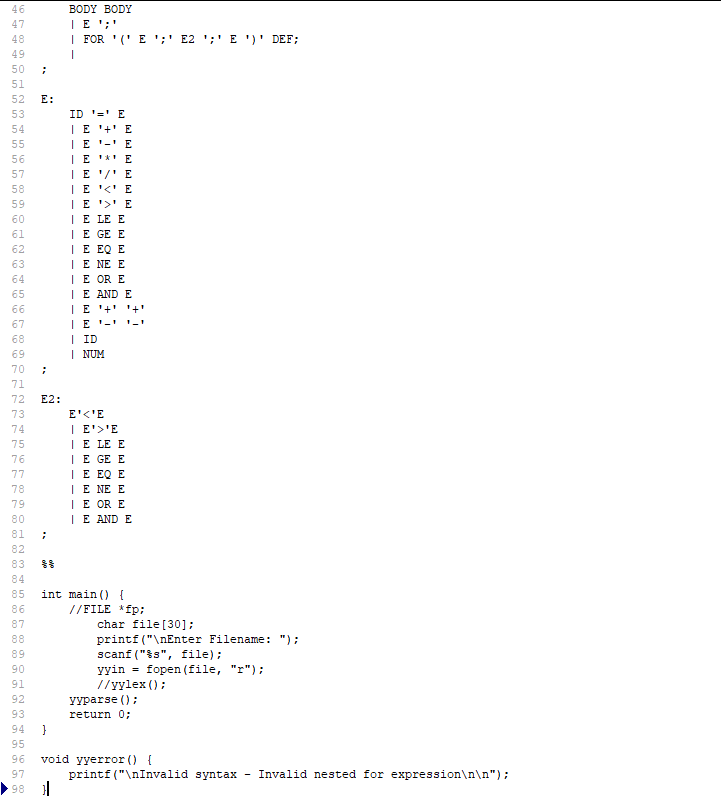 46 BODY BODY
47 | E ';'
48 | FOR '(' E ';' E2 ';' E ')' DEF;
49 |
50 ;
51
52 E:
53 ID '=' E
54 | E '+' E
55 | E '-' E
56 | E '*' E
57 | E '/' E
58 | E '<' E
59 | E '>' E
60 | E LE E
61 | E GE E
62 | E EQ E
63 | E NE E
64 | E OR E
65 | E AND E
66 | E '+' '+'
67 | E '-' '-'
68 | ID
69 | NUM
70 ;
71
72 E2:
73 E'<'E
74 | E'>'E
75 | E LE E
76 | E GE E
77 | E EQ E
78 | E NE E
79 | E OR E
80 | E AND E
81 ;
82
83 %%
84
85 int main() {
86 //FILE *fp;
87 char file[30];
88 printf("\nEnter Filename: ");
89 scanf("%s", file);
90 yyin = fopen(file, "r");
91 //yylex();
92 yyparse();
93 return 0;
94 }
95
96 void yyerror() {
97 printf("\nInvalid syntax - Invalid nested for expression\n\n");
98 }